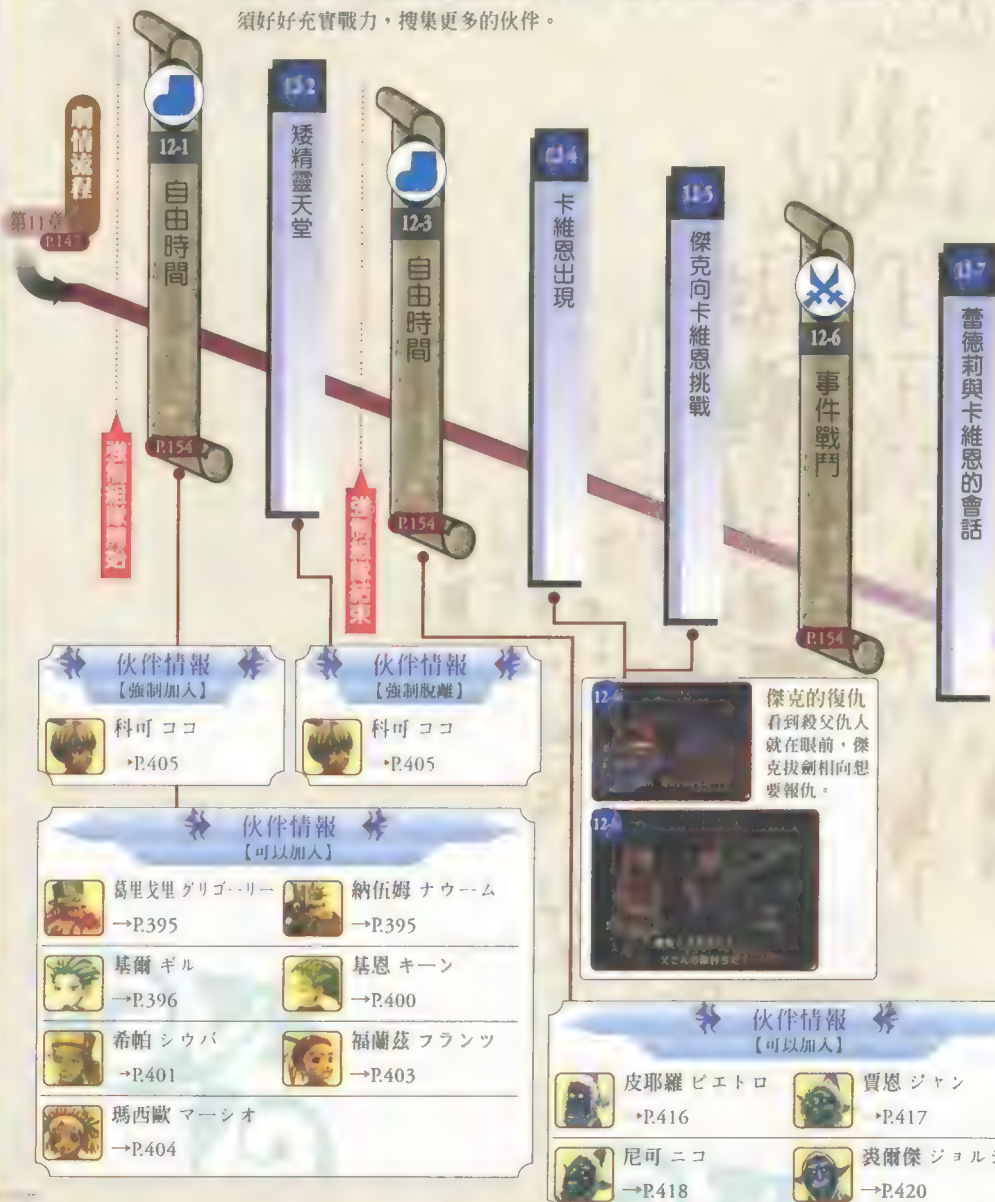 須好好充實戰力，搜集更多的伙伴。
劇情流程
第11章
P.147
12-1
自由時間
P.154
12-2
矮精靈天堂
12-3
自由時間
P.154
12-4
卡維恩出現
12-5
傑克向卡維恩挑戰
12-6
事件戰鬥
P.154
12-7
蕾德莉與卡維恩的會話
伙伴情報
【強制加入】
科可 ココ
→P.405
伙伴情報
【強制脫離】
科可 ココ
→P.405
傑克的復仇
看到殺父仇人
就在眼前，傑
克拔劍相向想
要報仇。
伙伴情報
【可以加入】
葛里戈里 グリゴーリー
→P.395
納伍姆 ナウーム
→P.395
基爾 ギル
→P.396
基恩 キーン
→P.400
希帕 シウバ
→P.401
福蘭茲 フランツ
→P.403
瑪西歐 マーシオ
→P.404
伙伴情報
【可以加入】
皮耶羅 ピエトロ
→P.416
賈恩 ジャン
→P.417
尼可 ニコ
→P.418
裘爾傑 ジョル
→P.420